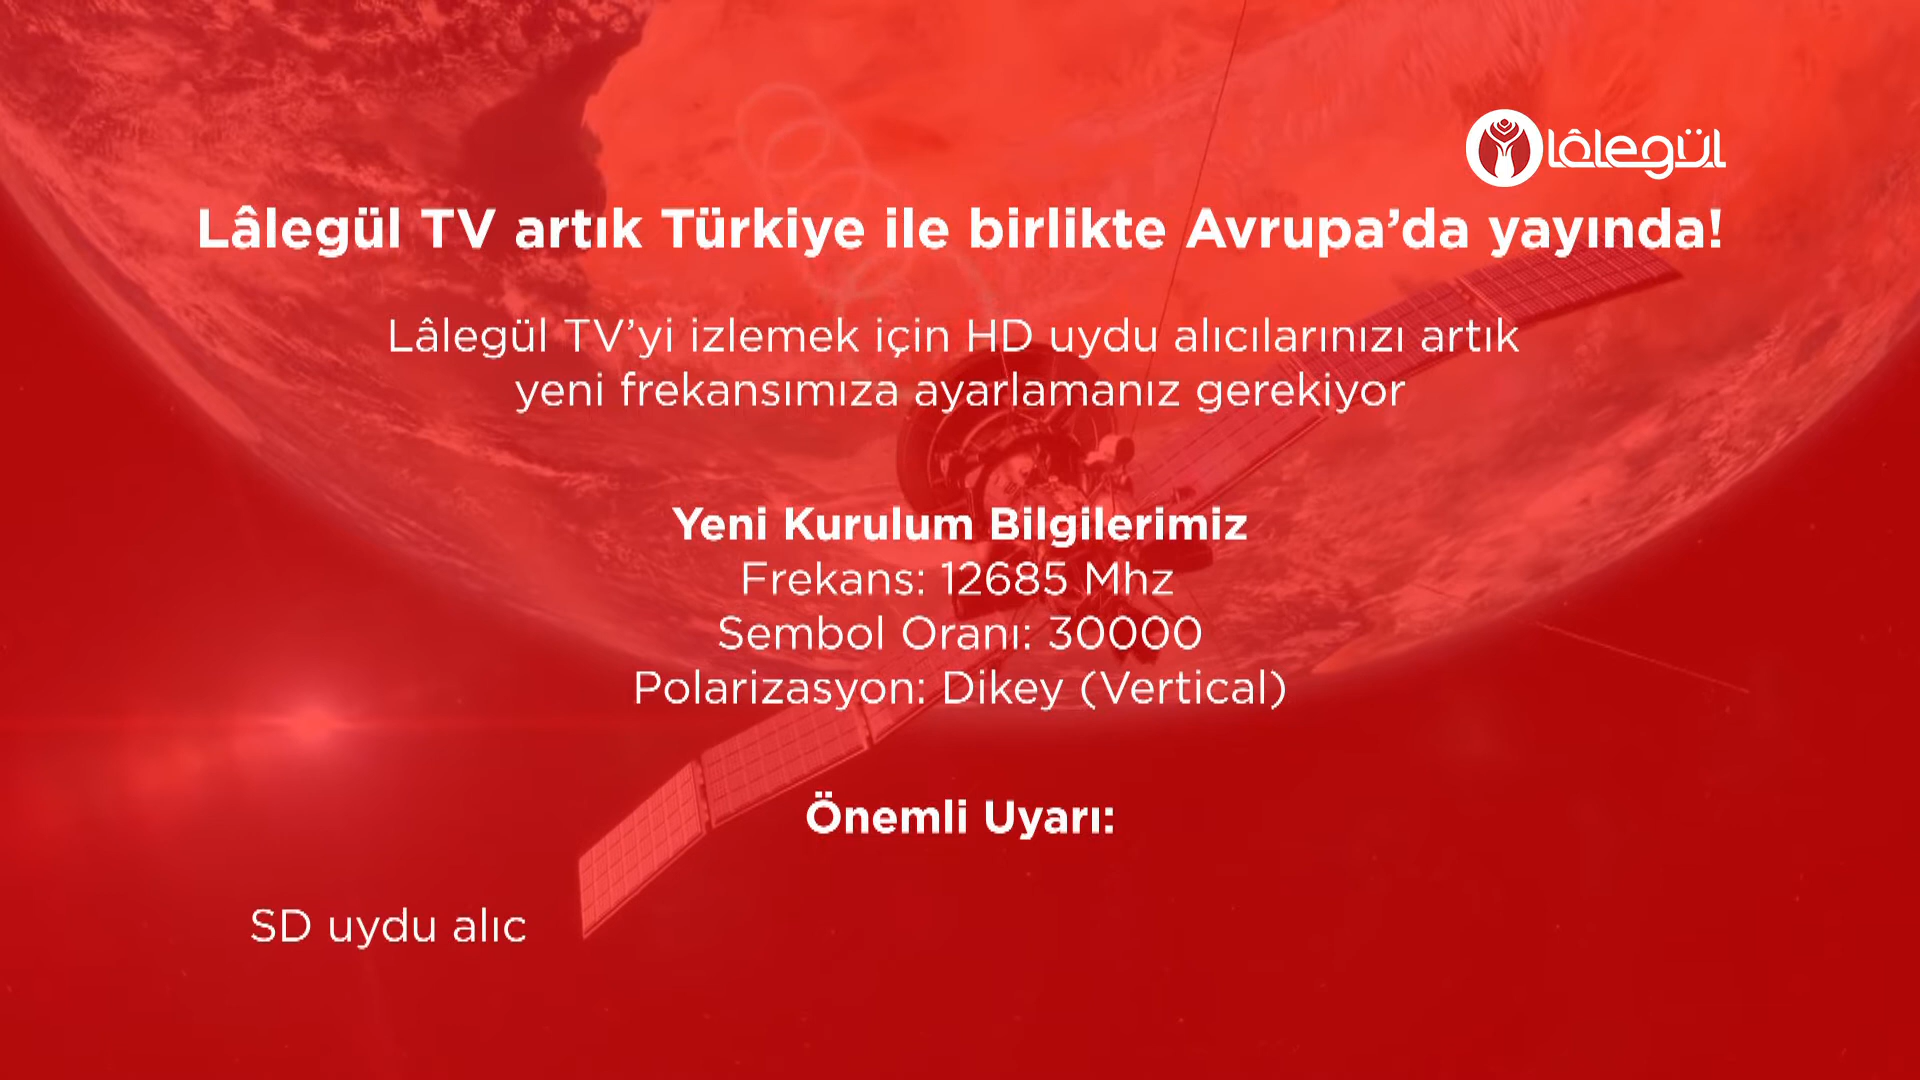 lâlegül
Lâlegül TV artık Türkiye ile birlikte Avrupa’da yayında!
Lâlegül TV’yi izlemek için HD uydu alıcılarınızı artık
yeni frekansımıza ayarlamanız gerekiyor
Yeni Kurulum Bilgilerimiz
Frekans: 12685 Mhz
Sembol Oranı: 30000
Polarizasyon: Dikey (Vertical)
Önemli Uyarı:
SD uydu alıc